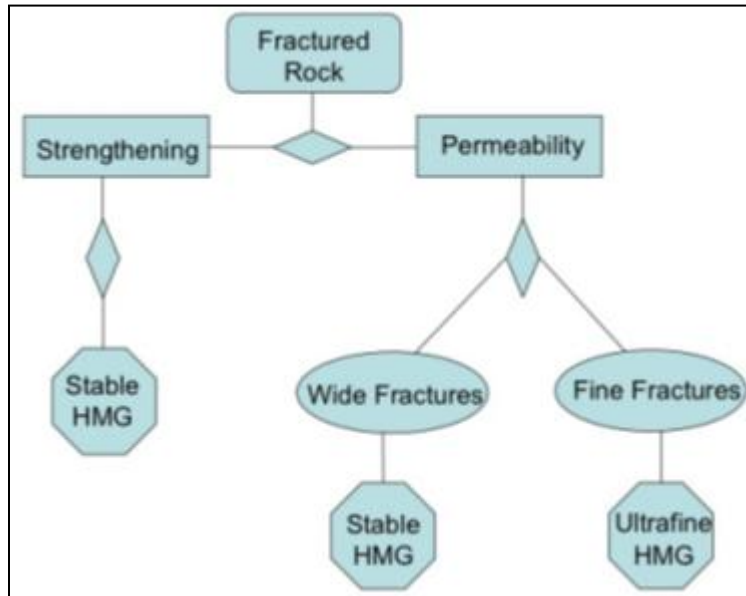 Fractured
Rock
Strengthening
Permeability
Stable
HMG
Wide Fractures
Fine Fractures
Stable
HMG
Ultrafine
HMG